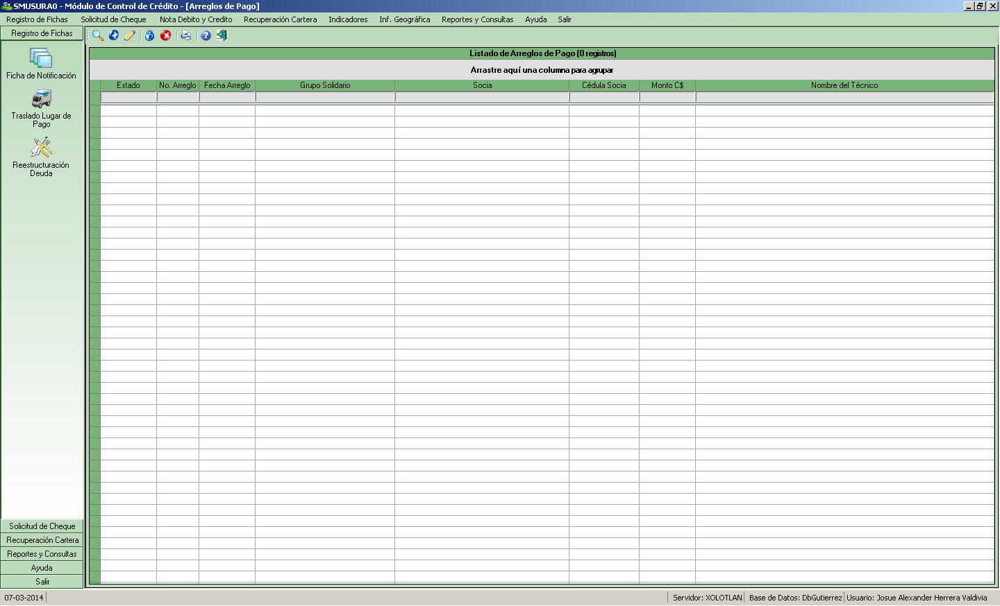 SMUSURA0 - Módulo de Control de Crédito - [Arreglos de Pago]
Registro de Fichas Solicitud de Cheque Nota Debito y Credito Recuperación Cartera Indicadores Inf. Geográfica Reportes y Consultas Ayuda Salir
Registro de Fichas
Ficha de Notificación
Traslado Lugar de
Pago
Reestructuración
Deuda
Solicitud de Cheque
Recuperación Cartera
Reportes y Consultas
Ayuda
Salir
Listado de Arreglos de Pago (0 registros)
Arrastre aquí una columna para agrupar
Estado No. Arreglo Fecha Arreglo Grupo Solidario Socia Cédula Socia Monto C$ Nombre del Técnico
07-03-2014 Servidor: XOLOTLAN Base de Datos: DbGutierrez Usuario: Josue Alexander Herrera Valdivia